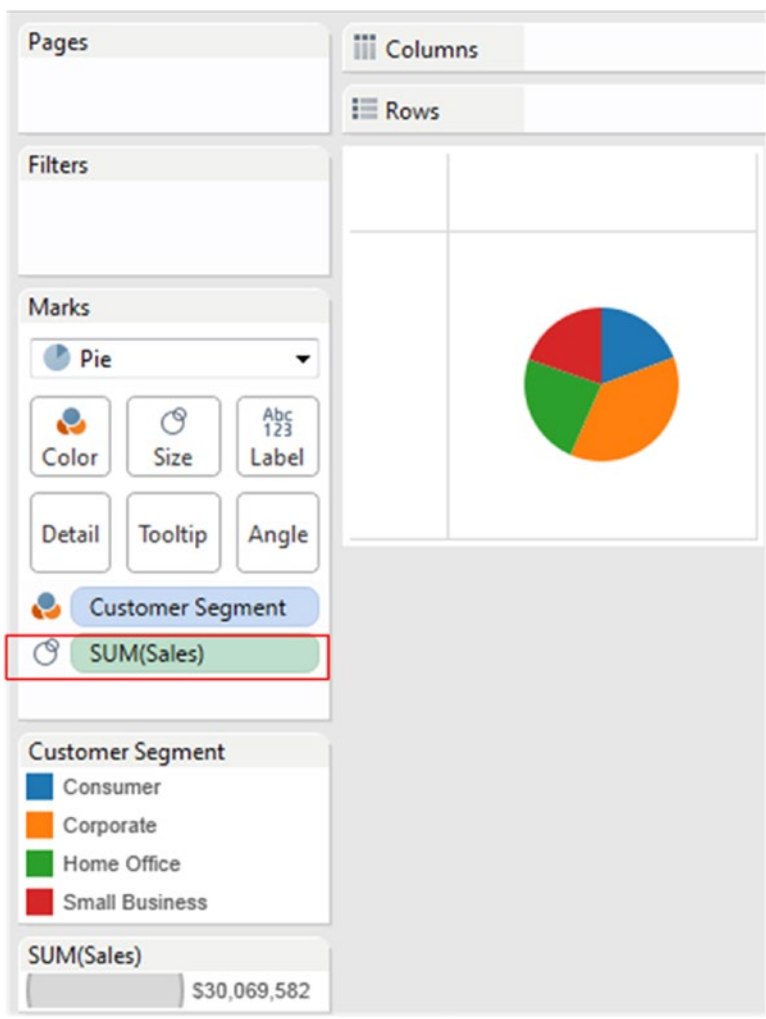 Pages
Columns
Rows
Filters
Marks
Pie
Color Size Abc 123 Label
Detail Tooltip Angle
Customer Segment
SUM(Sales)
Customer Segment
Consumer
Corporate
Home Office
Small Business
SUM(Sales)
$30,069,582